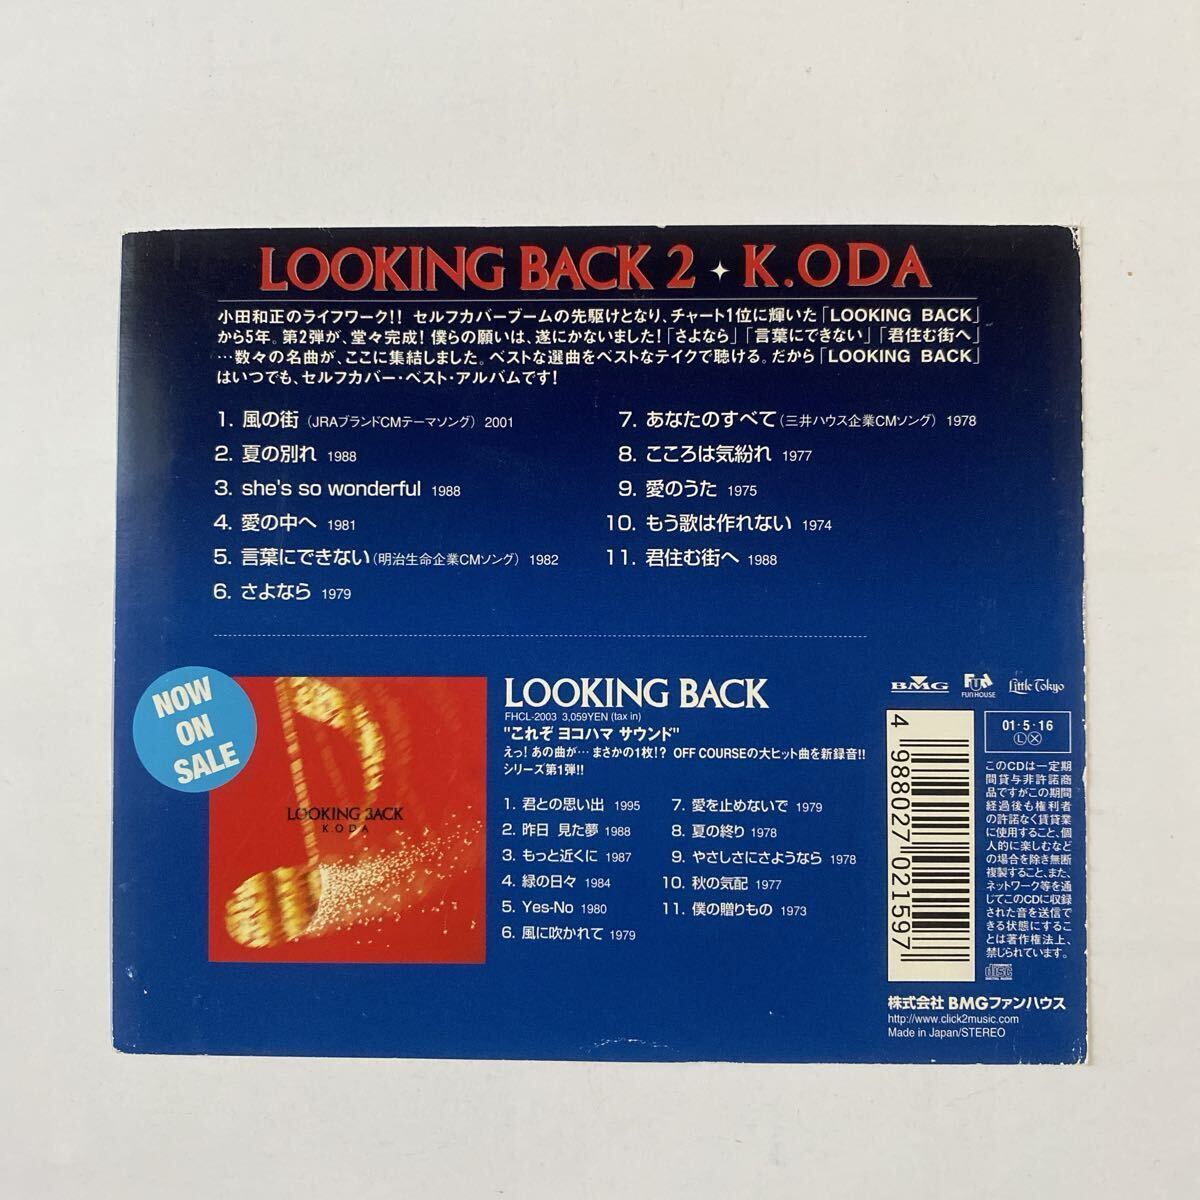 LOOKING BACK 2 ✦ K.ODA
小田和正のライフワーク!! セルフカバーブームの先駆けとなり、チャート1位に輝いた「LOOKING BACK」
から5年。第2弾が、堂々完成! 僕らの願いは、遂にかないました!「さよなら」「言葉にできない」「君住む街へ」
…数々の名曲が、ここに集結しました。ベストな選曲をベストなテイクで聴ける。だから「LOOKING BACK」
はいつでも、セルフカバー・ベスト・アルバムです!
1. 風の街（JRAブランドCMテーマソング）2001
2. 夏の別れ 1988
3. she's so wonderful 1988
4. 愛の中へ 1981
5. 言葉にできない（明治生命企業CMソング）1982
6. さよなら 1979
7. あなたのすべて（三井ハウス企業CMソング）1978
8. こころは気紛れ 1977
9. 愛のうた 1975
10. もう歌は作れない 1974
11. 君住む街へ 1988
NOW
ON
SALE
LOOKING BACK
K.ODA
LOOKING BACK
FHCL-2003 3,059YEN (tax in)
"これぞ ヨコハマ サウンド"
えっ! あの曲が… まさかの1枚!? OFF COURSEの大ヒット曲を新録音!!
シリーズ第1弾!!
1. 君との思い出 1995
2. 昨日 見た夢 1988
3. もっと近くに 1987
4. 緑の日々 1984
5. Yes-No 1980
6. 風に吹かれて 1979
7. 愛を止めないで 1979
8. 夏の終り 1978
9. やさしさにさようなら 1978
10. 秋の気配 1977
11. 僕の贈りもの 1973
BMG
FUN HOUSE
Little Tokyo
4 988027 021597
01・5・16
Ⓛ Ⓧ
このCDは一定期
間貸与非許諾商
品ですがこの期間
経過後も権利者
の許諾なく賃貸業
に使用すること、個
人的に楽しむなど
の場合を除き無断
複製すること、また、
ネットワーク等を通
じてこのCDに収録
された音を送信でき
る状態にするこ
とは著作権法上、
禁じられています。
disc
DIGITAL AUDIO
株式会社 BMGファンハウス
http://www.click2music.com
Made in Japan/STEREO